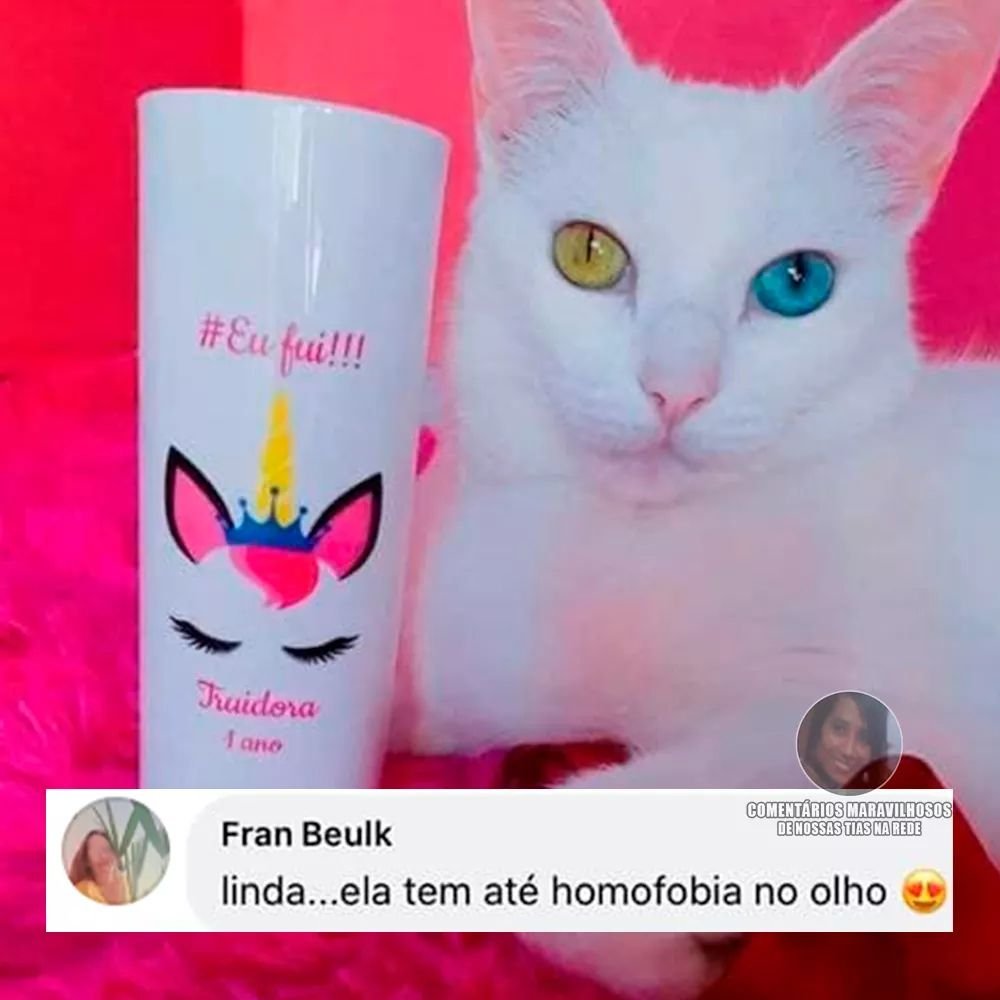 #Eu fui!!!
Truidora
1 ano
COMENTÁRIOS MARAVILHOSOS
DE NOSSAS TIAS NA REDE
Fran Beulk
linda...ela tem até homofobia no olho 😍